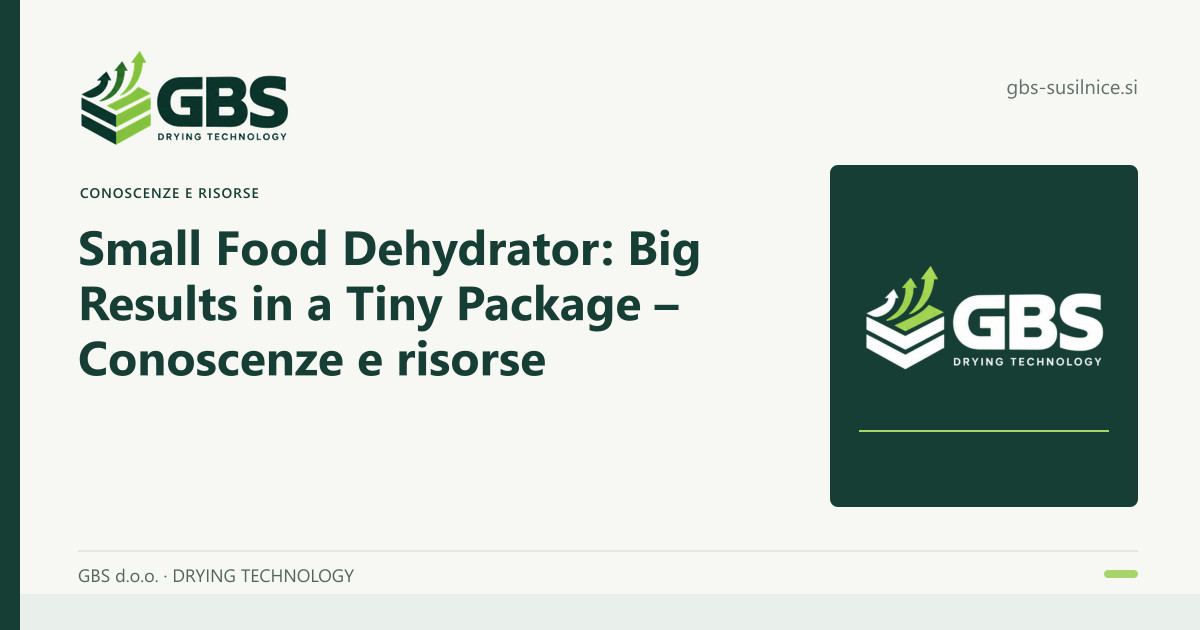 GBS
DRYING TECHNOLOGY
gbs-susilnice.si
CONOSCENZE E RISORSE
Small Food Dehydrator: Big
Results in a Tiny Package –
Conoscenze e risorse
GBS
DRYING TECHNOLOGY
GBS d.o.o. · DRYING TECHNOLOGY